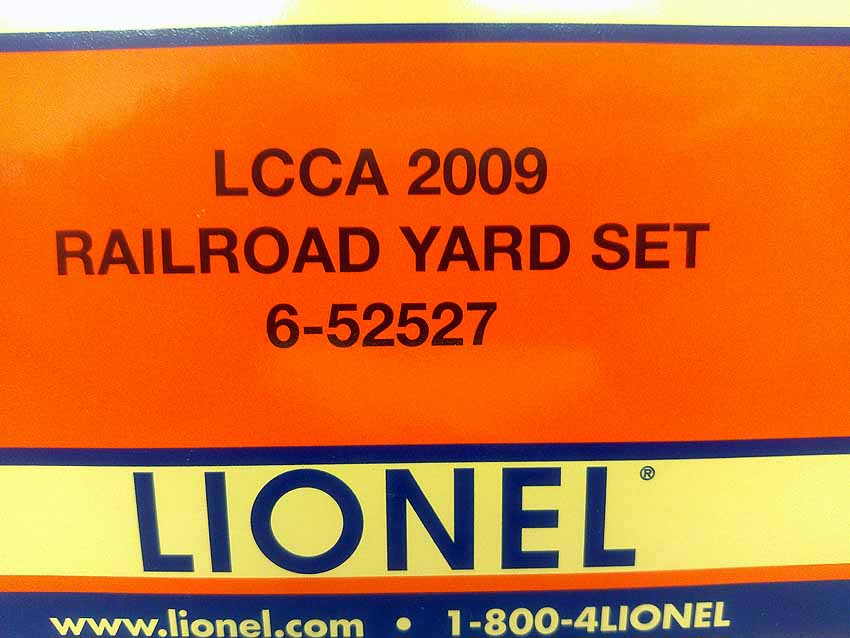 LCCA 2009
RAILROAD YARD SET
6-52527
LIONEL®
www.lionel.com • 1-800-4LIONEL